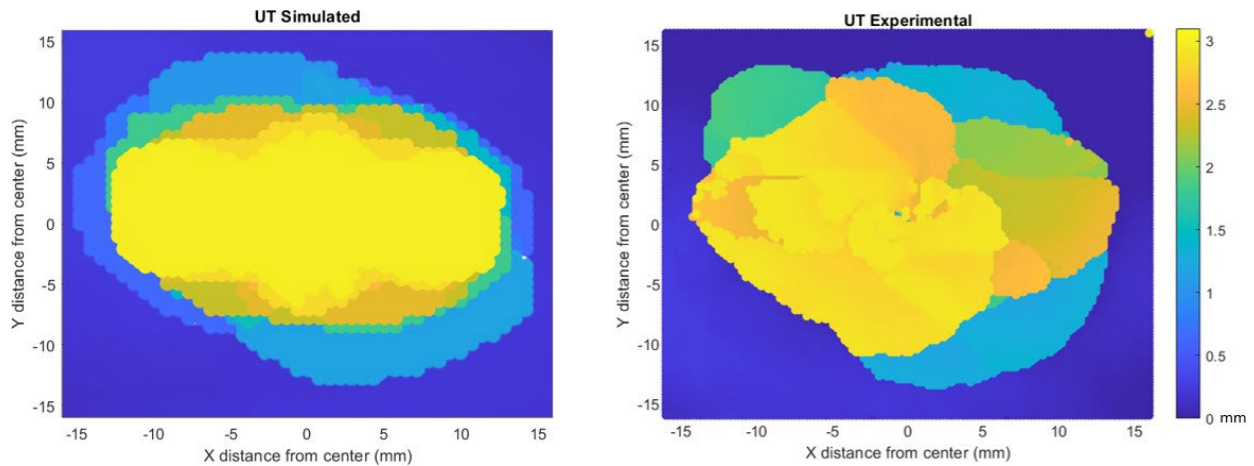 UT Simulated
15
10
5
0
-5
-10
-15
Y distance from center (mm)
-15 -10 -5 0 5 10 15
X distance from center (mm)
UT Experimental
15
10
5
0
-5
-10
-15
Y distance from center (mm)
-15 -10 -5 0 5 10 15
X distance from center (mm)
3
2.5
2
1.5
1
0.5
0 mm